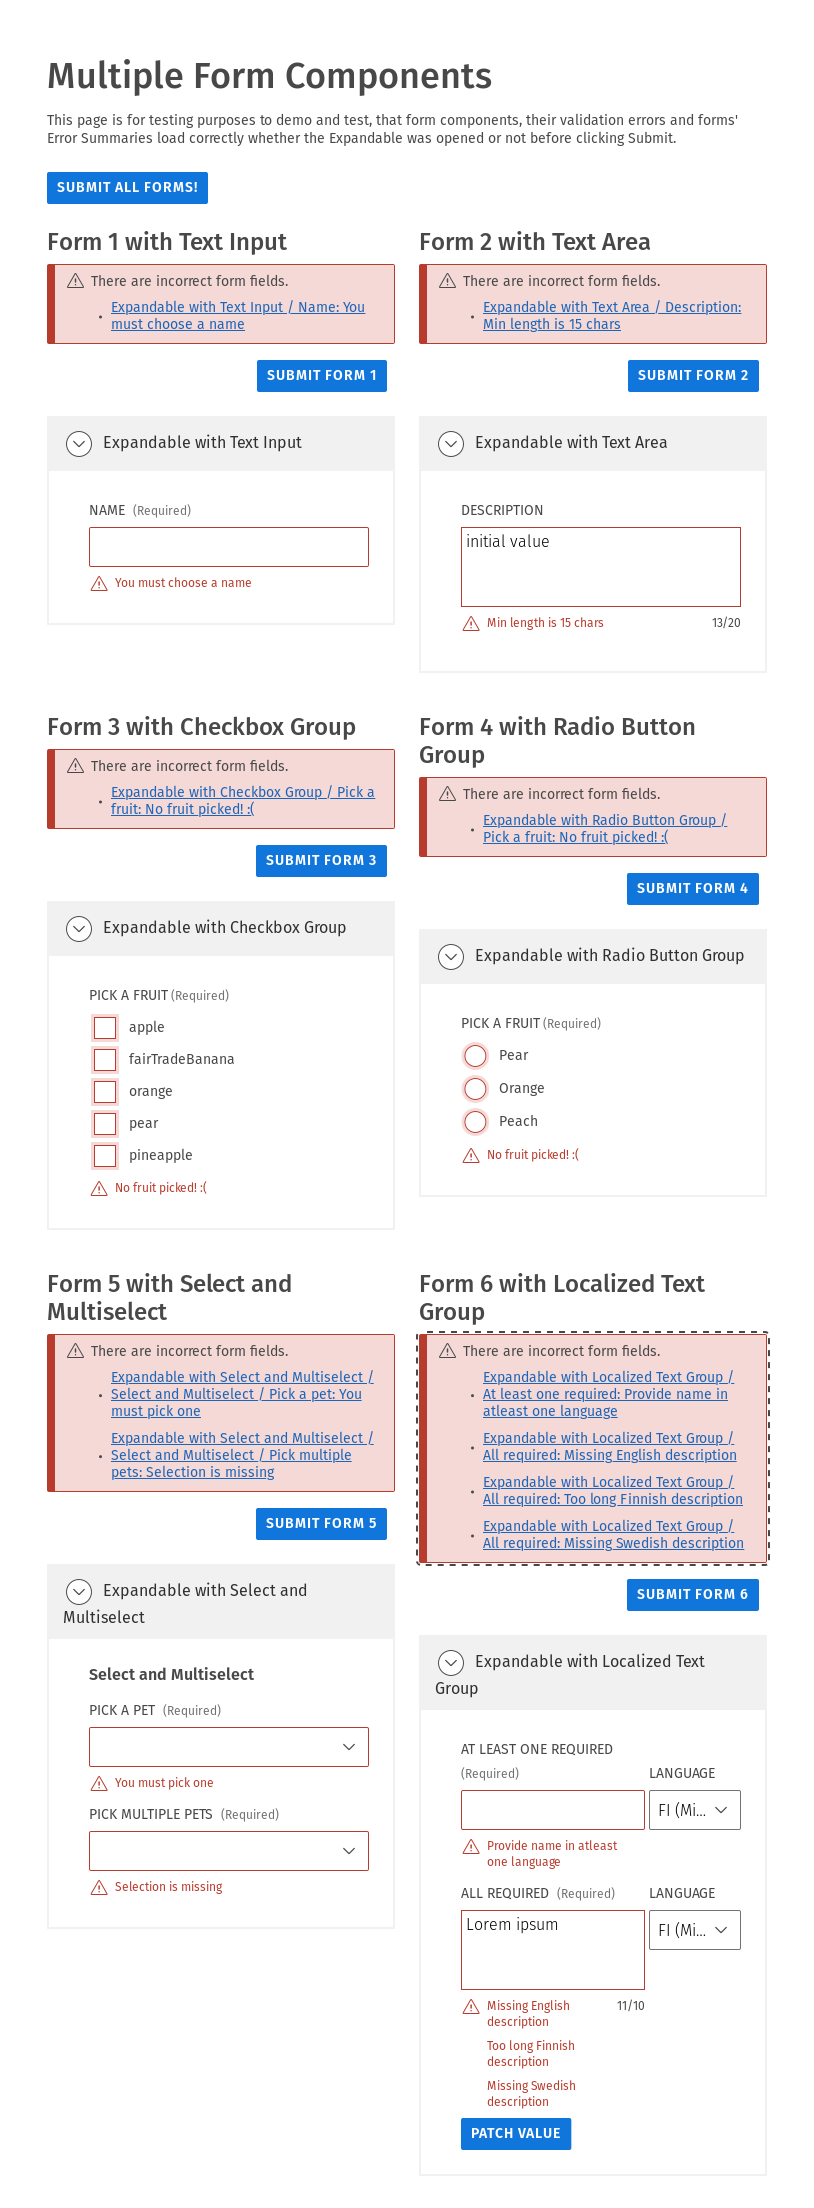 Multiple Form Components
This page is for testing purposes to demo and test, that form components, their validation errors and forms'
Error Summaries load correctly whether the Expandable was opened or not before clicking Submit.
SUBMIT ALL FORMS!
Form 1 with Text Input
There are incorrect form fields.
Expandable with Text Input / Name: You
must choose a name
SUBMIT FORM 1
Expandable with Text Input
NAME (Required)
You must choose a name
Form 2 with Text Area
There are incorrect form fields.
Expandable with Text Area / Description:
Min length is 15 chars
SUBMIT FORM 2
Expandable with Text Area
DESCRIPTION
initial value
Min length is 15 chars 13/20
Form 3 with Checkbox Group
There are incorrect form fields.
Expandable with Checkbox Group / Pick a
fruit: No fruit picked! :(
SUBMIT FORM 3
Expandable with Checkbox Group
PICK A FRUIT (Required)
apple
fairTradeBanana
orange
pear
pineapple
No fruit picked! :(
Form 4 with Radio Button
Group
There are incorrect form fields.
Expandable with Radio Button Group /
Pick a fruit: No fruit picked! :(
SUBMIT FORM 4
Expandable with Radio Button Group
PICK A FRUIT (Required)
Pear
Orange
Peach
No fruit picked! :(
Form 5 with Select and
Multiselect
There are incorrect form fields.
Expandable with Select and Multiselect /
Select and Multiselect / Pick a pet: You
must pick one
Expandable with Select and Multiselect /
Select and Multiselect / Pick multiple
pets: Selection is missing
SUBMIT FORM 5
Expandable with Select and
Multiselect
Select and Multiselect
PICK A PET (Required)
You must pick one
PICK MULTIPLE PETS (Required)
Selection is missing
Form 6 with Localized Text
Group
There are incorrect form fields.
Expandable with Localized Text Group /
At least one required: Provide name in
atleast one language
Expandable with Localized Text Group /
All required: Missing English description
Expandable with Localized Text Group /
All required: Too long Finnish description
Expandable with Localized Text Group /
All required: Missing Swedish description
SUBMIT FORM 6
Expandable with Localized Text
Group
AT LEAST ONE REQUIRED
(Required) LANGUAGE
FI (Mi...
Provide name in atleast
one language
ALL REQUIRED (Required) LANGUAGE
Lorem ipsum FI (Mi...
Missing English 11/10
description
Too long Finnish
description
Missing Swedish
description
PATCH VALUE